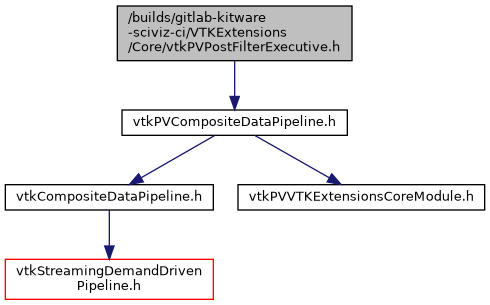 /builds/gitlab-kitware
-sciviz-ci/VTKExtensions
/Core/vtkPVPostFilterExecutive.h
vtkPVCompositeDataPipeline.h
vtkCompositeDataPipeline.h
vtkPVVTKExtensionsCoreModule.h
vtkStreamingDemandDriven
Pipeline.h